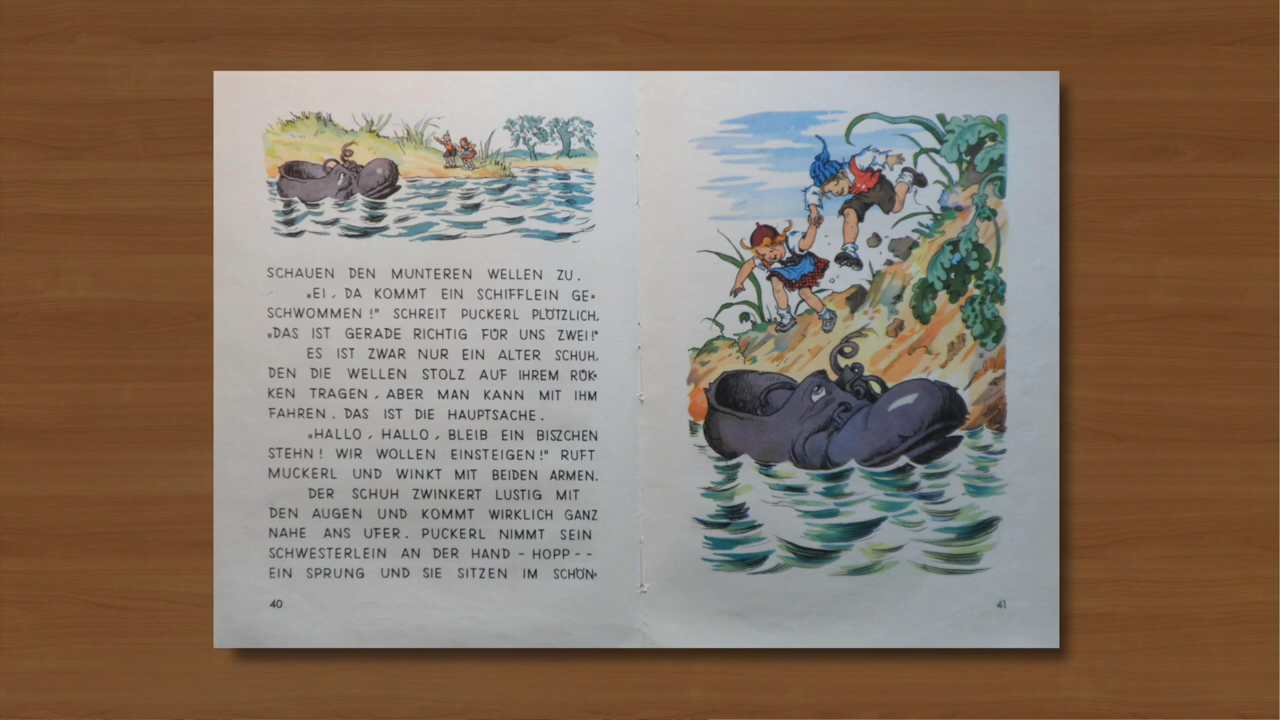 SCHAUEN DEN MUNTEREN WELLEN ZU.
„EI, DA KOMMT EIN SCHIFFLEIN GE-
SCHWOMMEN!" SCHREIT PUCKERL PLÖTZLICH,
„DAS IST GERADE RICHTIG FÜR UNS ZWEI!"
ES IST ZWAR NUR EIN ALTER SCHUH,
DEN DIE WELLEN STOLZ AUF IHREM RÜK-
KEN TRAGEN, ABER MAN KANN MIT IHM
FAHREN. DAS IST DIE HAUPTSACHE.
„HALLO, HALLO, BLEIB EIN BISZCHEN
STEHN! WIR WOLLEN EINSTEIGEN!" RUFT
MUCKERL UND WINKT MIT BEIDEN ARMEN.
DER SCHUH ZWINKERT LUSTIG MIT
DEN AUGEN UND KOMMT WIRKLICH GANZ
NAHE ANS UFER. PUCKERL NIMMT SEIN
SCHWESTERLEIN AN DER HAND - HOPP - -
EIN SPRUNG UND SIE SITZEN IM SCHÖN-
40
41